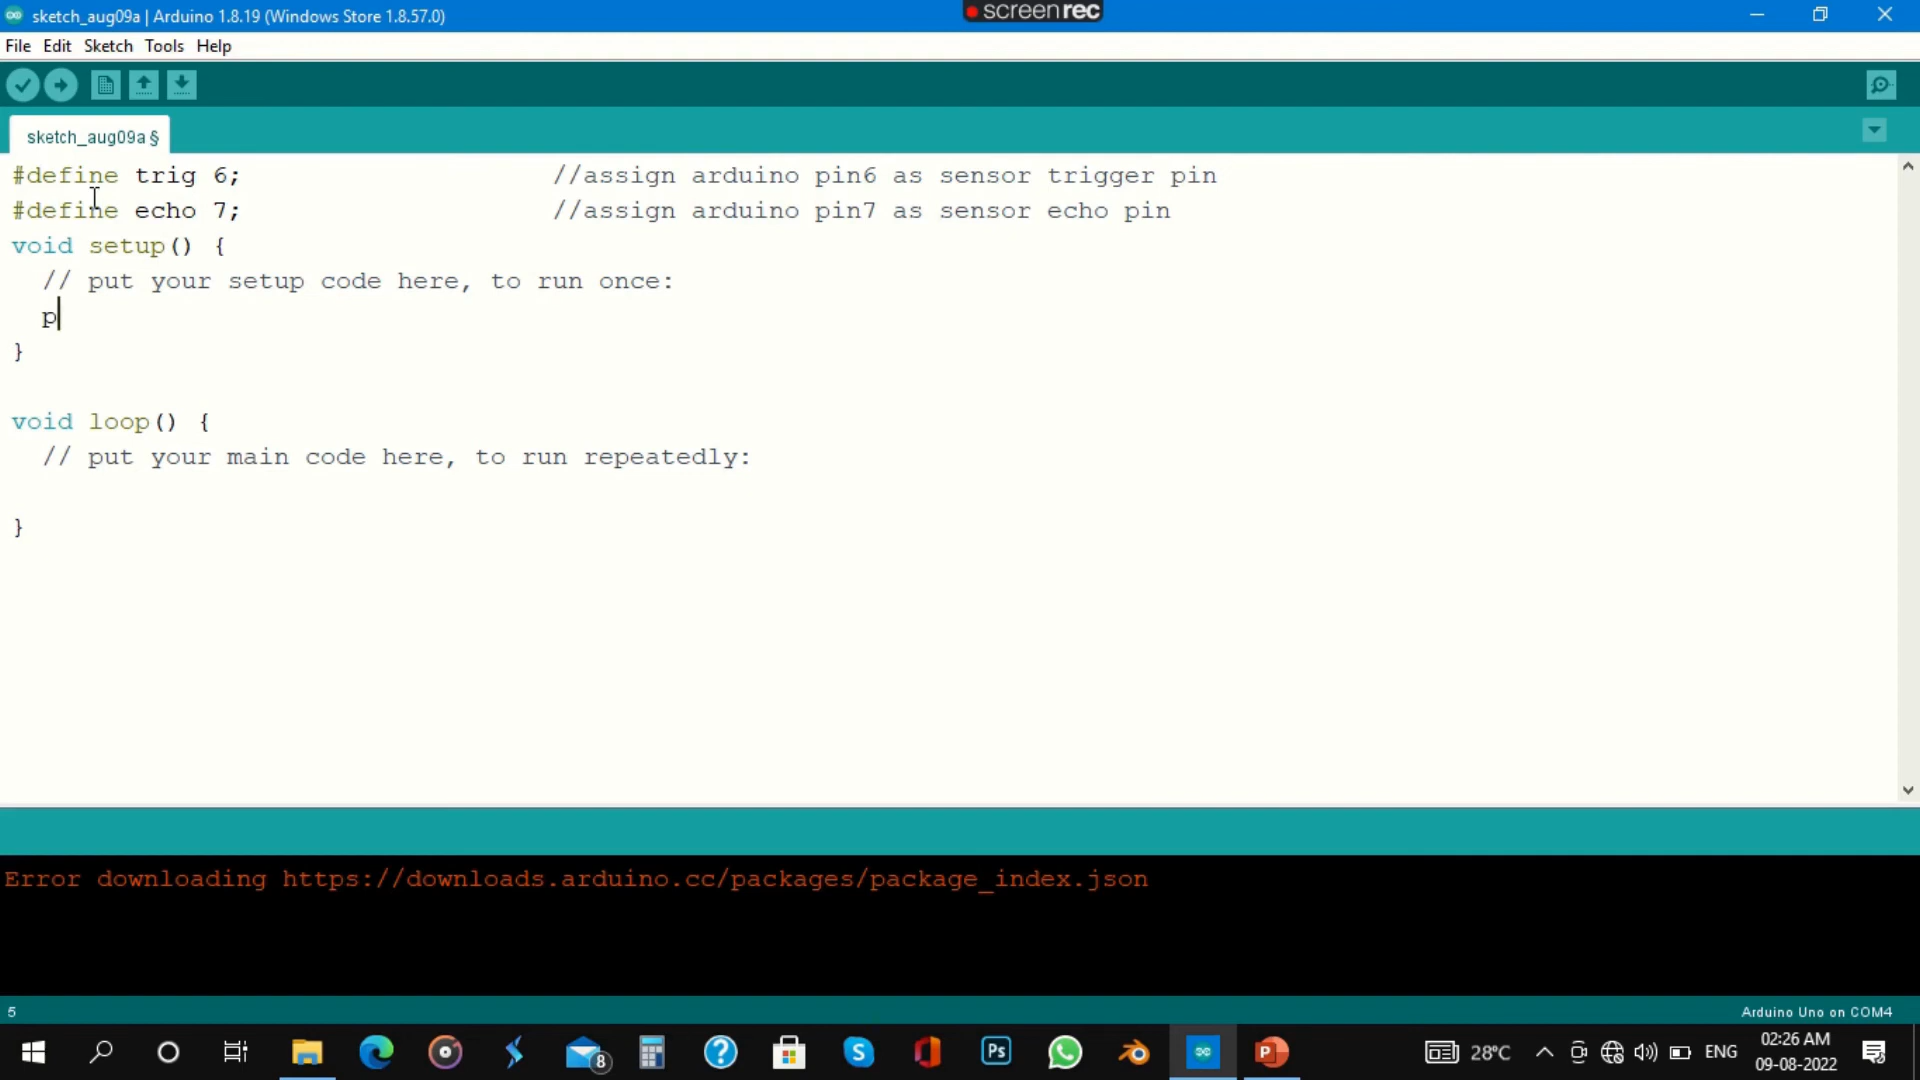 sketch_aug09a | Arduino 1.8.19 (Windows Store 1.8.57.0)
screenrec
File Edit Sketch Tools Help
sketch_aug09a §
#define trig 6; //assign arduino pin6 as sensor trigger pin
#define echo 7; //assign arduino pin7 as sensor echo pin
void setup() {
// put your setup code here, to run once:
p
}
void loop() {
// put your main code here, to run repeatedly:
}
Error downloading https://downloads.arduino.cc/packages/package_index.json
5
Arduino Uno on COM4
8
S
Ps
P
28°C
ENG
02:26 AM
09-08-2022